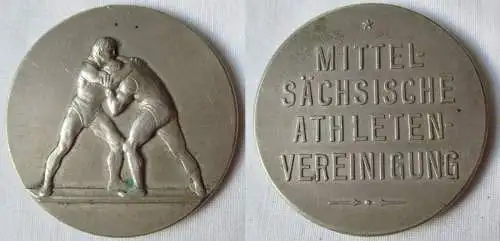 MITTEL-
SÄCHSISCHE
ATHLETEN-
VEREINIGUNG